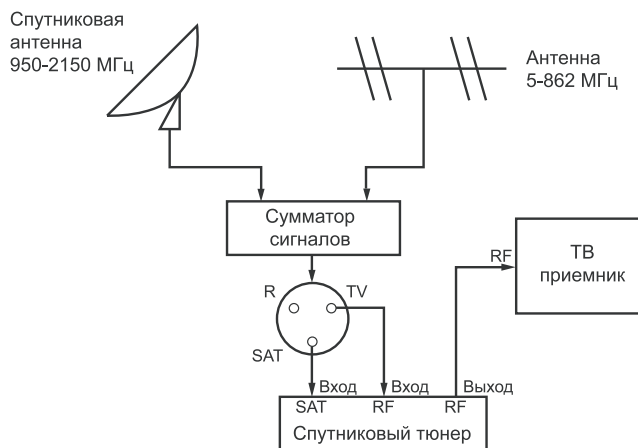 Спутниковая
антенна
950-2150 МГц
Антенна
5-862 МГц
Сумматор
сигналов
ТВ
приемник
RF
R
TV
SAT
Вход
Вход
Выход
SAT
RF
RF
Спутниковый тюнер